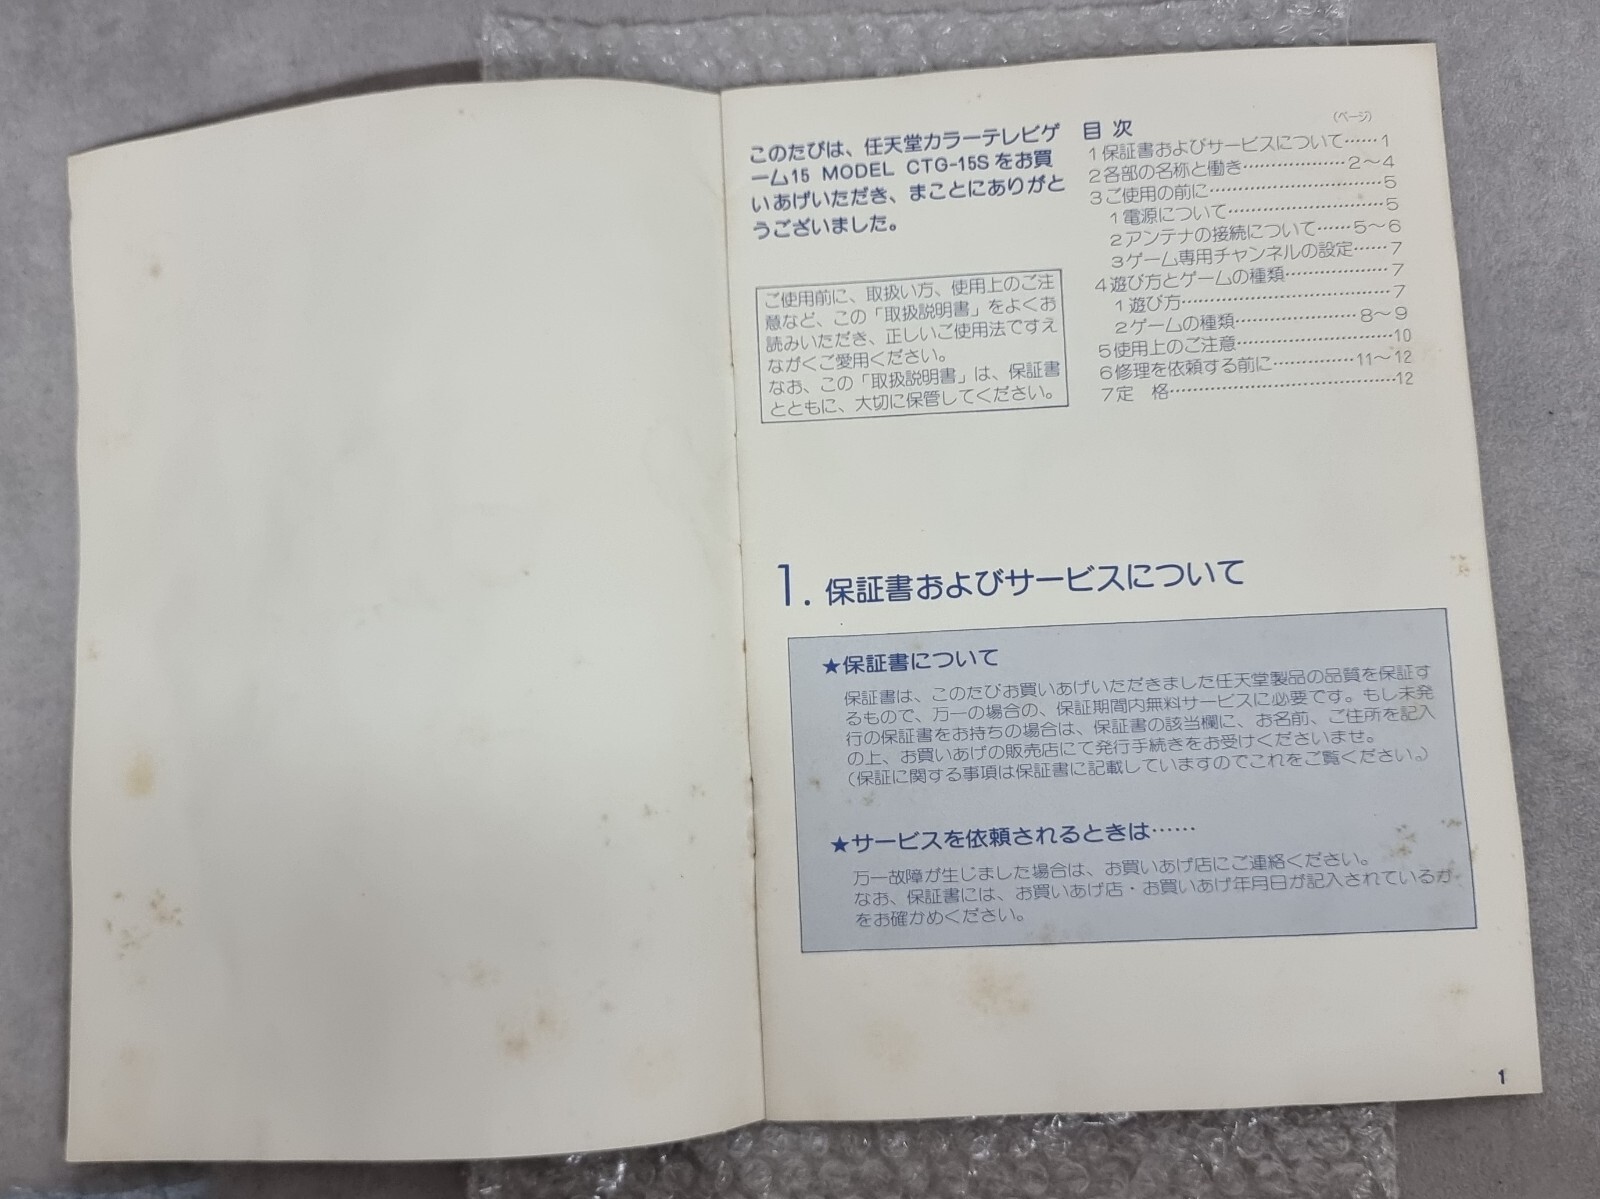 このたびは、任天堂カラーテレビゲ
ーム15 MODEL CTG-15Sをお買
いあげいただき、まことにありがと
うございました。
ご使用前に、取扱い方、使用上のご注
意など、この「取扱説明書」をよくお
読みいただき、正しいご使用法ですえ
ながくご愛用ください。
なお、この「取扱説明書」は、保証書
とともに、大切に保管してください。
目次
(ページ)
1保証書およびサービスについて……1
2各部の名称と働き………………2〜4
3ご使用の前に…………………………5
1電源について………………………5
2アンテナの接続について……5〜6
3ゲーム専用チャンネルの設定……7
4遊び方とゲームの種類………………7
1遊び方………………………………7
2ゲームの種類…………………8〜9
5使用上のご注意………………………10
6修理を依頼する前に…………11〜12
7定 格…………………………………12
1. 保証書およびサービスについて
★保証書について
保証書は、このたびお買いあげいただきました任天堂製品の品質を保証す
るもので、万一の場合の、保証期間内無料サービスに必要です。もし未発
行の保証書をお持ちの場合は、保証書の該当欄に、お名前、ご住所を記入
の上、お買いあげの販売店にて発行手続きをお受けくださいませ。
(保証に関する事項は保証書に記載していますのでこれをご覧ください。)
★サービスを依頼されるときは……
万一故障が生じました場合は、お買いあげ店にご連絡ください。
なお、保証書には、お買いあげ店・お買いあげ年月日が記入されているか
をお確かめください。
1